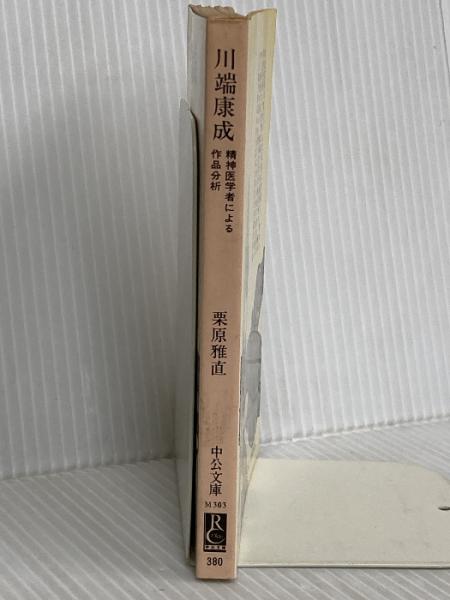 川端康成
精神医学者による
作品分析
栗原雅直
中公文庫
M303
RC
380